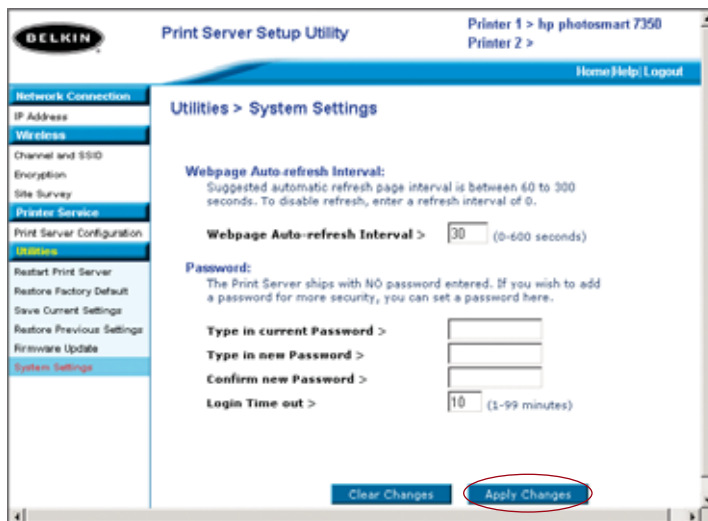 BELKIN
Print Server Setup Utility
Printer 1 > hp photosmart 7350
Printer 2 >
Home|Help|Logout
Network Connection
IP Address
Wireless
Channel and SSID
Encryption
Site Survey
Printer Service
Print Server Configuration
Utilities
Restart Print Server
Restore Factory Default
Save Current Settings
Restore Previous Settings
Firmware Update
System Settings
Utilities > System Settings
Webpage Auto-refresh Interval:
Suggested automatic refresh page interval is between 60 to 300
seconds. To disable refresh, enter a refresh interval of 0.
Webpage Auto-refresh Interval > 30 (0-600 seconds)
Password:
The Print Server ships with NO password entered. If you wish to add
a password for more security, you can set a password here.
Type in current Password >
Type in new Password >
Confirm new Password >
Login Time out > 10 (1-99 minutes)
Clear Changes Apply Changes